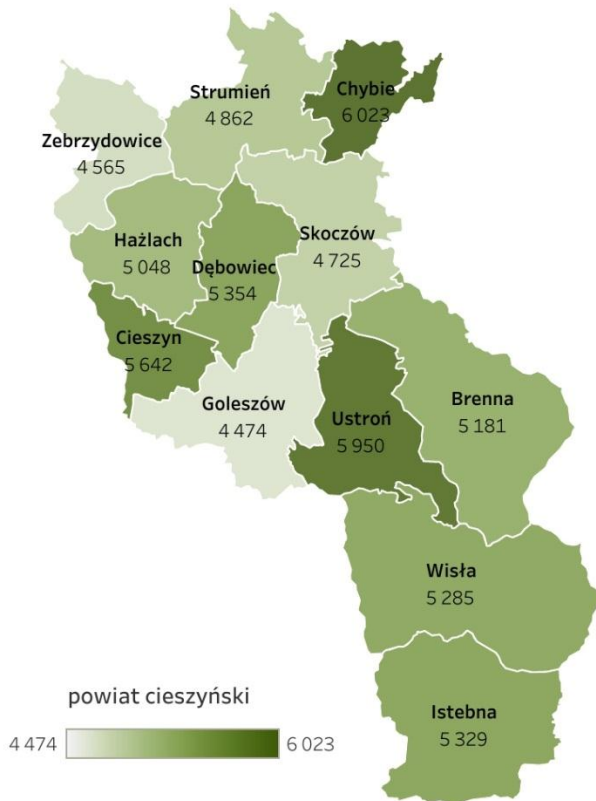 Strumień
4 862
Chybie
6 023
Zebrzydowice
4 565
Hażlach
5 048
Dębowiec
5 354
Skoczów
4 725
Cieszyn
5 642
Goleszów
4 474
Ustroń
5 950
Brenna
5 181
Wisła
5 285
Istebna
5 329
powiat cieszyński
4 474
6 023